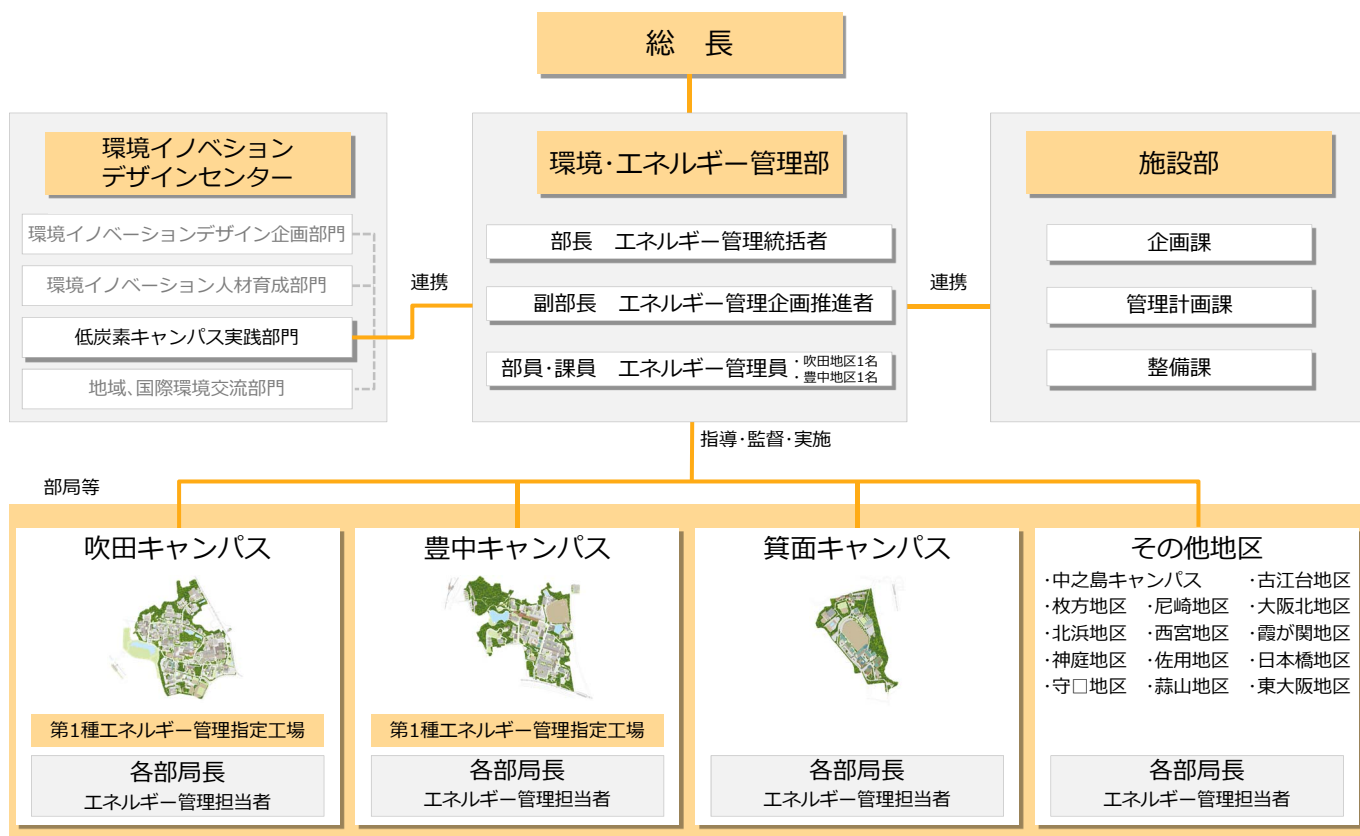 総　長
環境イノベション
デザインセンター
環境イノベーションデザイン企画部門
環境イノベーション人材育成部門
低炭素キャンパス実践部門
地域、国際環境交流部門
連携
環境・エネルギー管理部
部長　エネルギー管理統括者
副部長　エネルギー管理企画推進者
部員・課員　エネルギー管理員
・吹田地区1名
・豊中地区1名
連携
施設部
企画課
管理計画課
整備課
指導・監督・実施
部局等
吹田キャンパス
第1種エネルギー管理指定工場
各部局長
エネルギー管理担当者
豊中キャンパス
第1種エネルギー管理指定工場
各部局長
エネルギー管理担当者
箕面キャンパス
各部局長
エネルギー管理担当者
その他地区
・中之島キャンパス　・古江台地区
・枚方地区　・尼崎地区　・大阪北地区
・北浜地区　・西宮地区　・霞が関地区
・神庭地区　・佐用地区　・日本橋地区
・守□地区　・蒜山地区　・東大阪地区
各部局長
エネルギー管理担当者